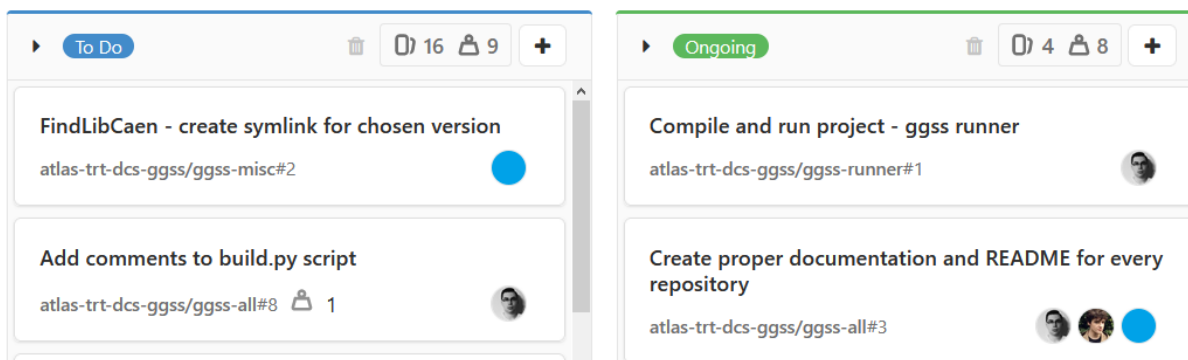 To Do 16 9
FindLibCaen - create symlink for chosen version
atlas-trt-dcs-ggss/ggss-misc#2
Add comments to build.py script
atlas-trt-dcs-ggss/ggss-all#8 1
Ongoing 4 8
Compile and run project - ggss runner
atlas-trt-dcs-ggss/ggss-runner#1
Create proper documentation and README for every
repository
atlas-trt-dcs-ggss/ggss-all#3